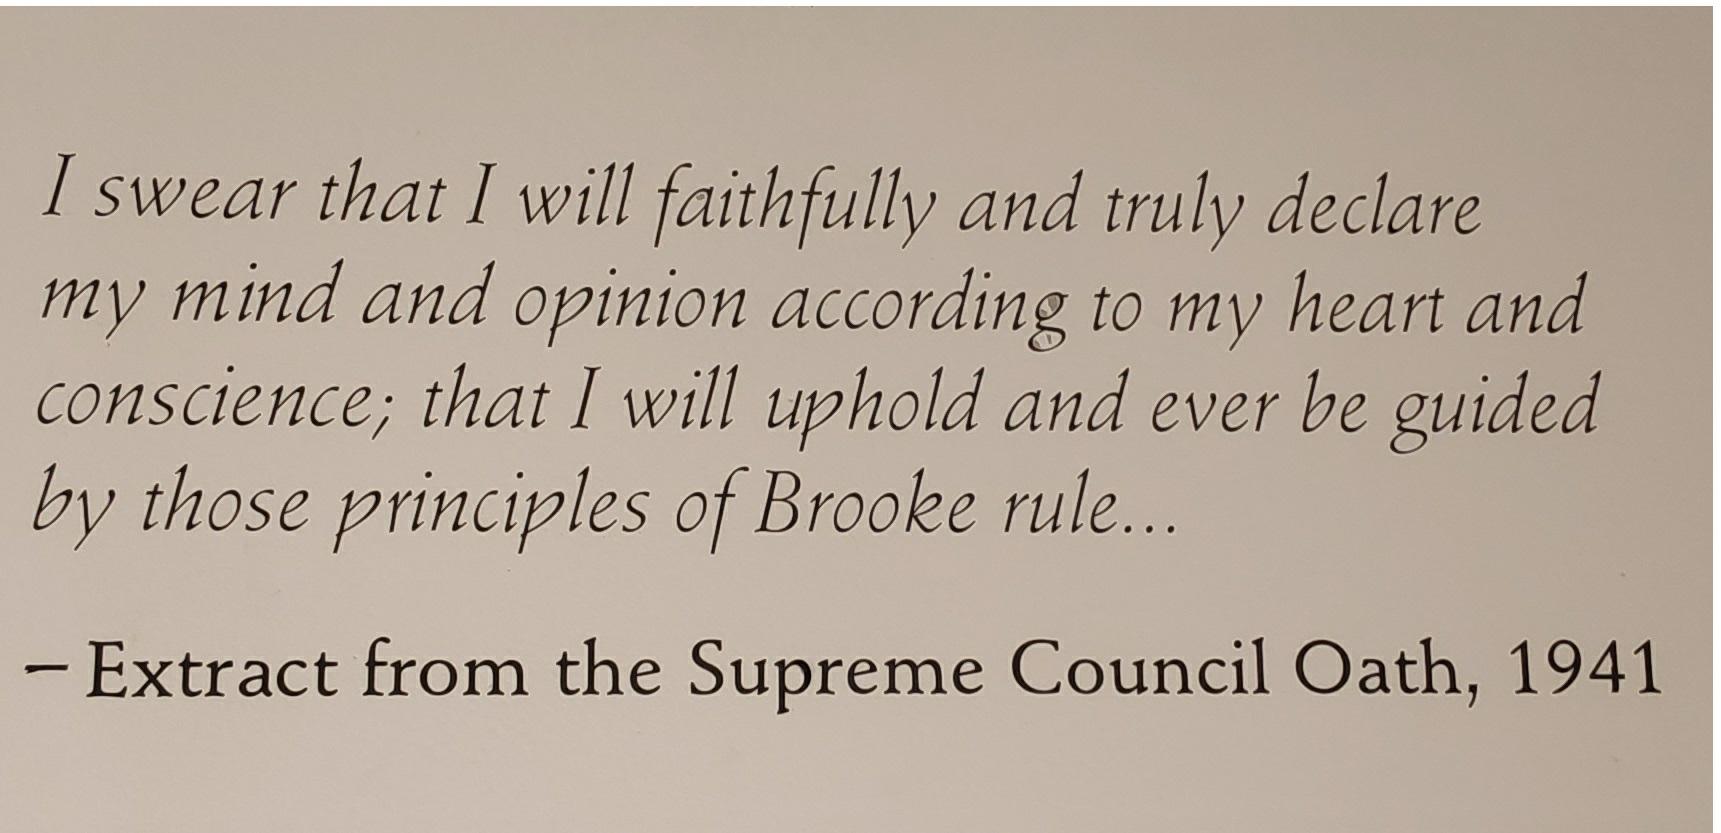 I swear that I will faithfully and truly declare
my mind and opinion according to my heart and
conscience; that I will uphold and ever be guided
by those principles of Brooke rule...
– Extract from the Supreme Council Oath, 1941